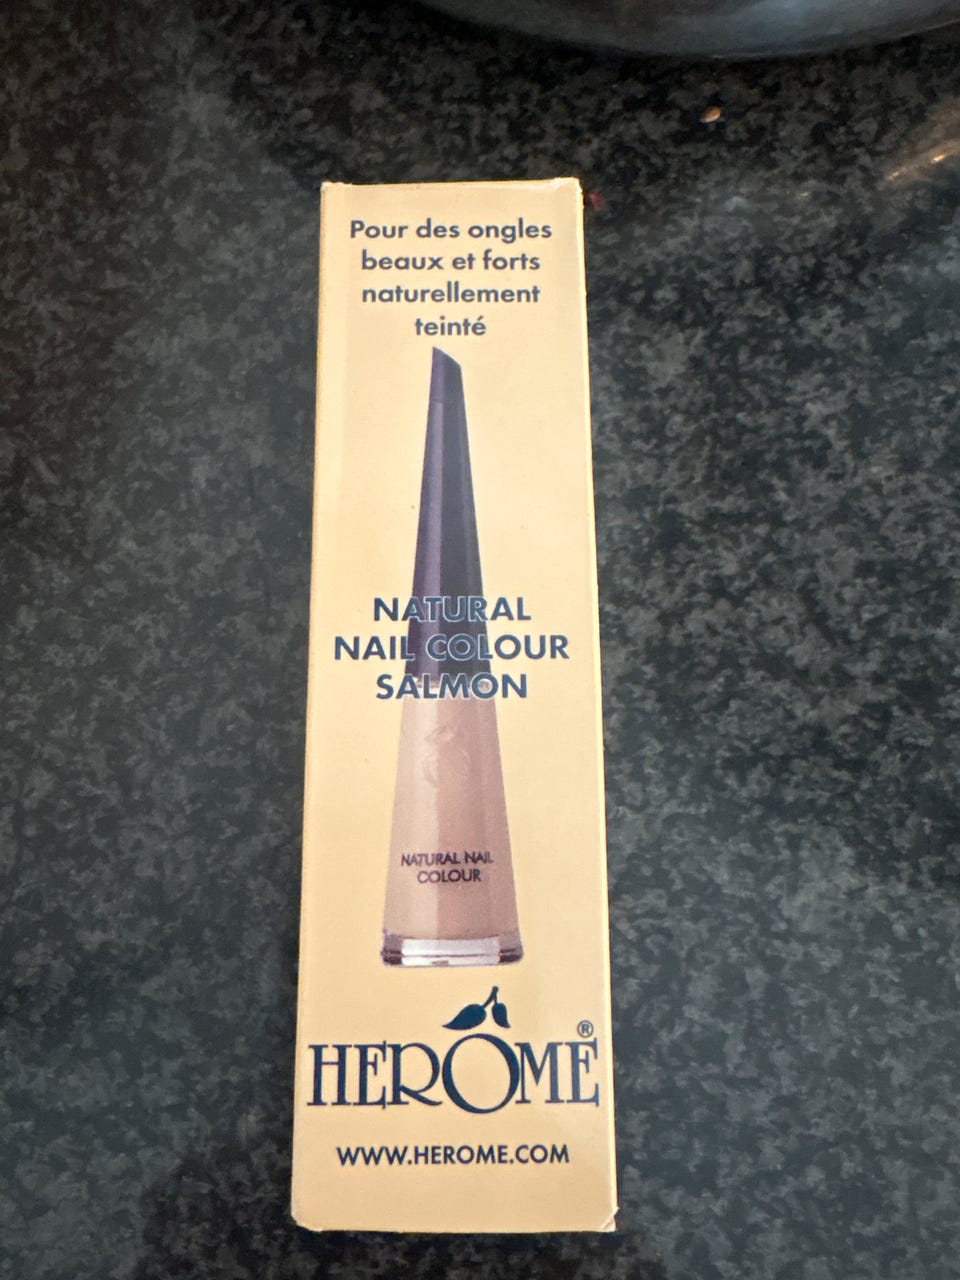 Pour des ongles
beaux et forts
naturellement
teinté
NATURAL
NAIL COLOUR
SALMON
NATURAL NAIL
COLOUR
HERÔME®
WWW.HEROME.COM